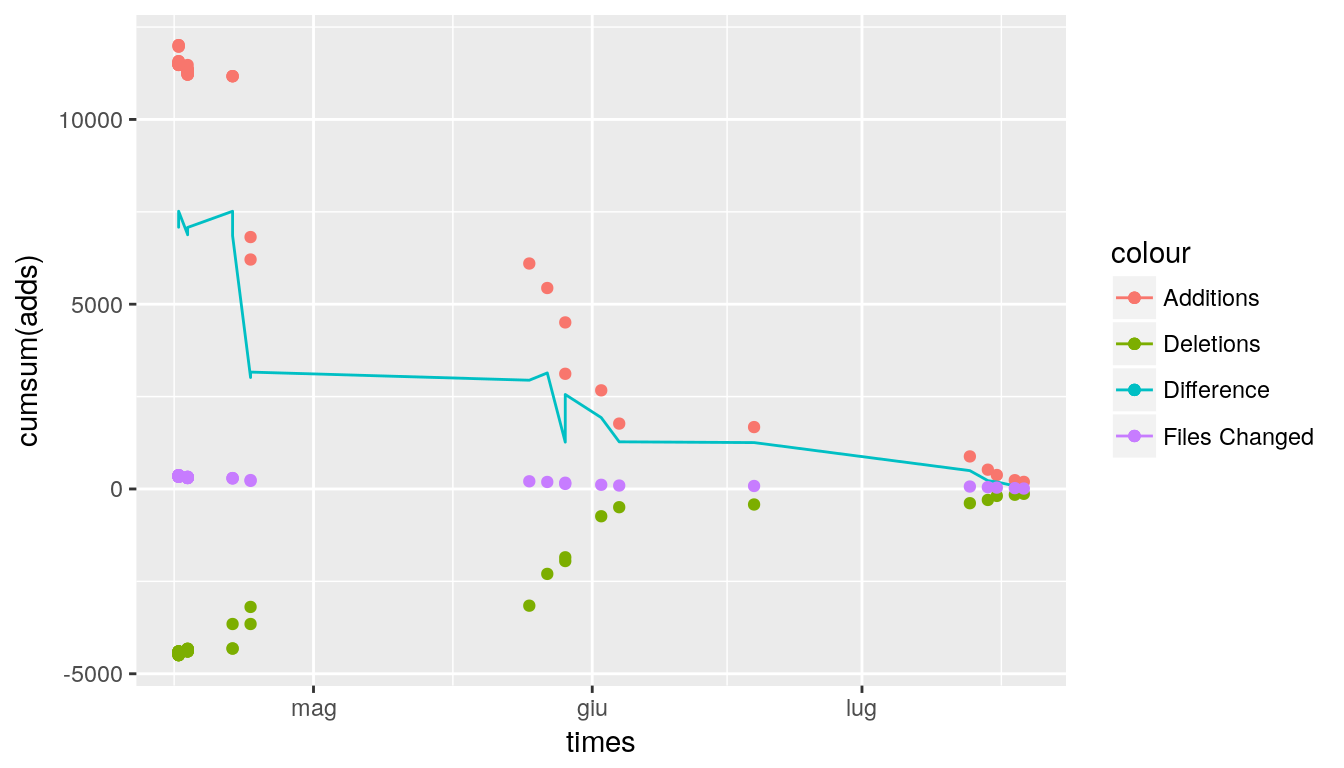 cumsum(adds)
10000
5000
0
-5000
mag
giu
lug
times
colour
Additions
Deletions
Difference
Files Changed